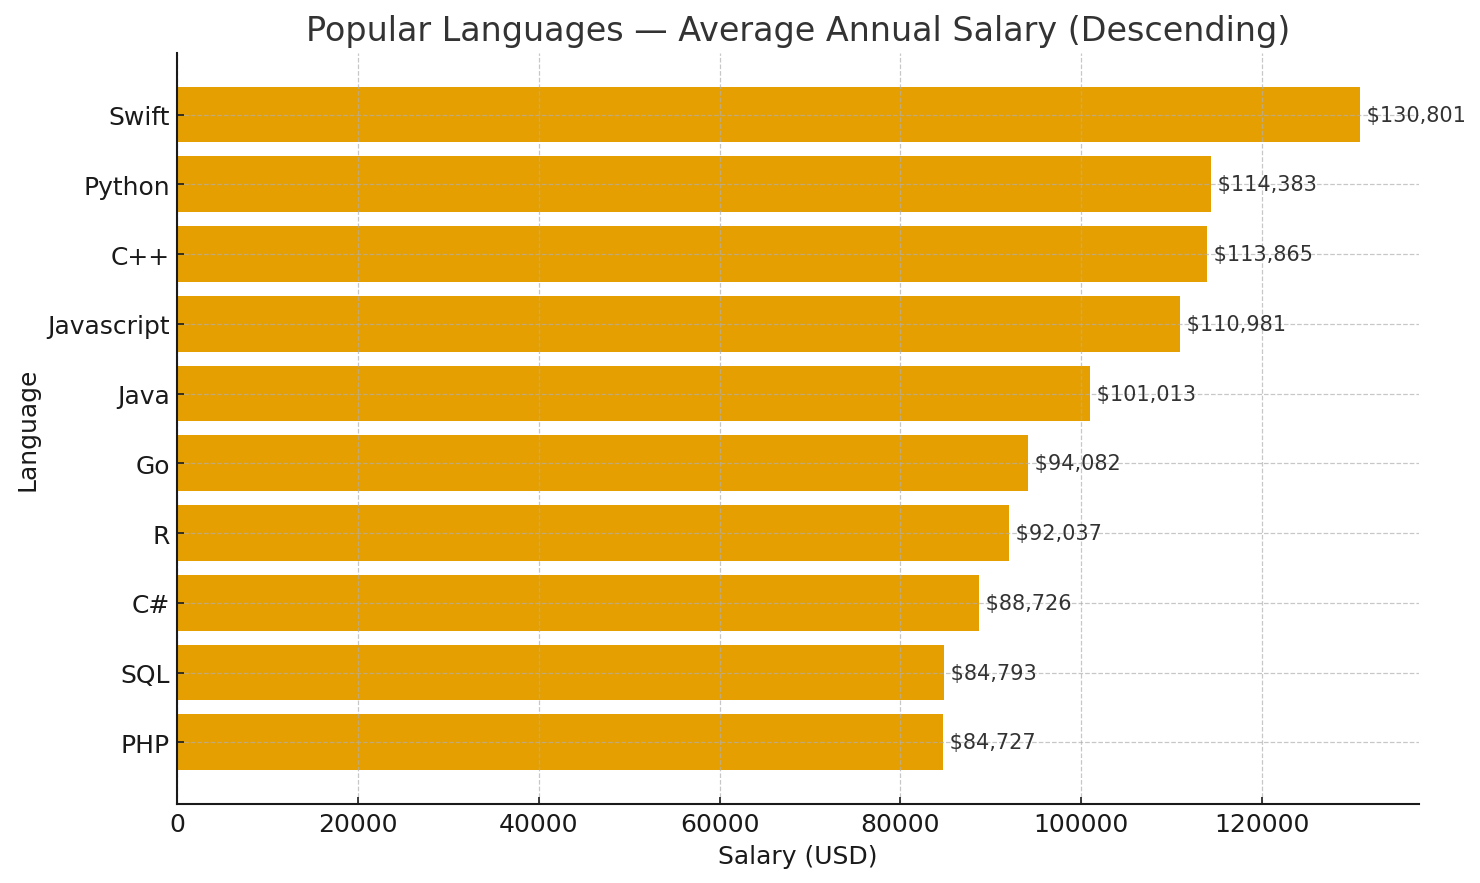 Popular Languages — Average Annual Salary (Descending)
Swift $130,801
Python $114,383
C++ $113,865
Javascript $110,981
Java $101,013
Go $94,082
R $92,037
C# $88,726
SQL $84,793
PHP $84,727
Language
0 20000 40000 60000 80000 100000 120000
Salary (USD)